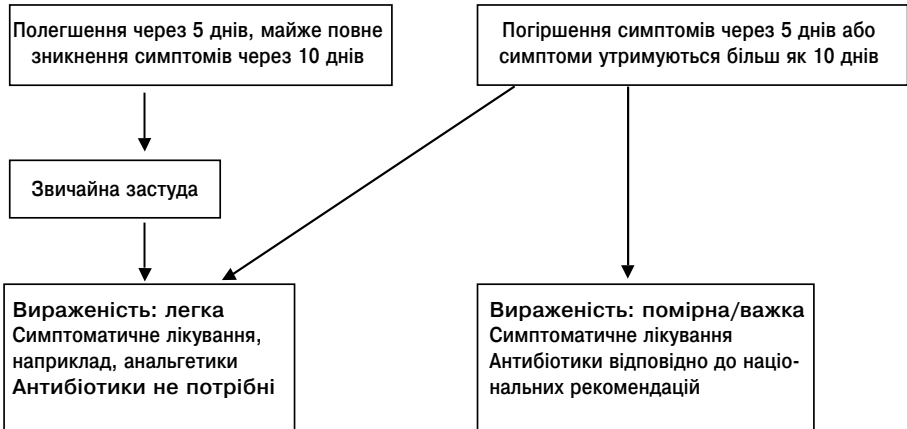 Полегшення через 5 днів, майже повне
зникнення симптомів через 10 днів
Погіршення симптомів через 5 днів або
симптоми утримуються більш як 10 днів
Звичайна застуда
Вираженість: легка
Симптоматичне лікування,
наприклад, анальгетики
Антибіотики не потрібні
Вираженість: помірна/важка
Симптоматичне лікування
Антибіотики відповідно до націо-
нальних рекомендацій